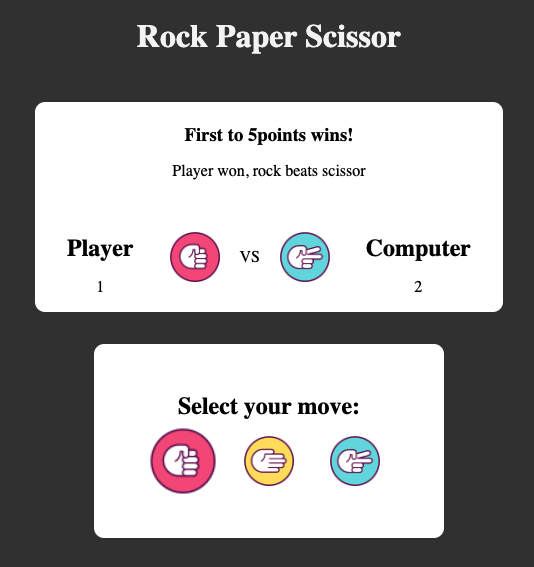 Rock Paper Scissor
First to 5points wins!
Player won, rock beats scissor
Player
VS
Computer
1
2
Select your move: